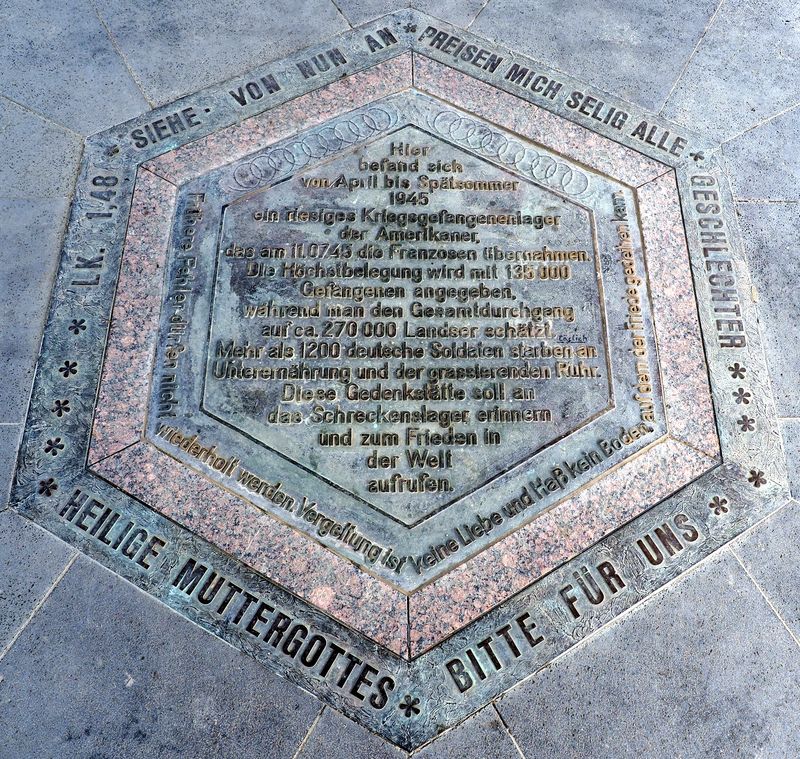 SIEHE · VON NUN AN *
PREISEN MICH SELIG ALLE *
GESCHLECHTER * * * * * *
* HEILIGE MUTTERGOTTES *
BITTE FÜR UNS *
LK. 1,48 * * * * *
Hier
befand sich
von April bis Spätsommer
1945
ein riesiges Kriegsgefangenenlager
der Amerikaner,
das am 11.07.45 die Franzosen übernahmen.
Die Höchstbelegung wird mit 135 000
Gefangenen angegeben,
während man den Gesamtdurchgang
auf ca. 270 000 Landser schätzt.
Mehr als 1200 deutsche Soldaten starben an
Unterernährung und der grassierenden Ruhr.
Diese Gedenkstätte soll an
das Schreckenslager erinnern
und zum Frieden in
der Welt
aufrufen.
Frühere Fehler dürfen nicht
wiederholt werden. Vergeltung ist
keine Liebe und Haß kein Boden,
auf dem der Friede gedeihen kann.